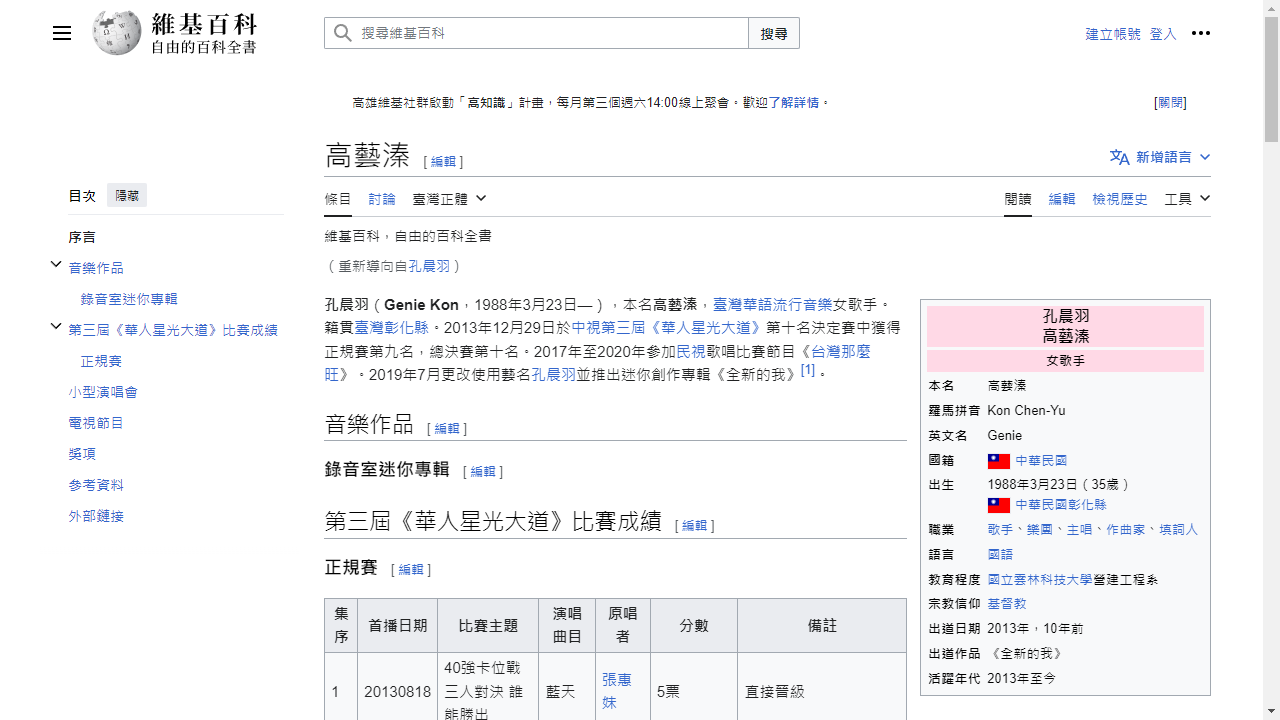 維基百科
自由的百科全書
搜尋維基百科
搜尋
建立帳號 登入
高雄維基社群啟動「高知識」計畫，每月第三個週六14:00線上聚會。歡迎了解詳情。
[關閉]
高藝溱 [編輯]
新增語言
目次 隱藏
條目 討論 臺灣正體
閱讀 編輯 檢視歷史 工具
序言
音樂作品
錄音室迷你專輯
第三屆《華人星光大道》比賽成績
正規賽
小型演唱會
電視節目
獎項
參考資料
外部鏈接
維基百科，自由的百科全書
（重新導向自孔晨羽）
孔晨羽（Genie Kon，1988年3月23日—），本名高藝溱，臺灣華語流行音樂女歌手。
籍貫臺灣彰化縣。2013年12月29日於中視第三屆《華人星光大道》第十名決定賽中獲得
正規賽第九名，總決賽第十名。2017年至2020年參加民視歌唱比賽節目《台灣那麼
旺》。2019年7月更改使用藝名孔晨羽並推出迷你創作專輯《全新的我》[1]。
音樂作品 [編輯]
錄音室迷你專輯 [編輯]
第三屆《華人星光大道》比賽成績 [編輯]
正規賽 [編輯]
集序 首播日期 比賽主題 演唱曲目 原唱者 分數 備註
1 20130818 40強卡位戰 三人對決 誰能勝出 藍天 張惠妹 5票 直接晉級
孔晨羽
高藝溱
女歌手
本名 高藝溱
羅馬拼音 Kon Chen-Yu
英文名 Genie
國籍 中華民國
出生 1988年3月23日（35歲）
中華民國彰化縣
職業 歌手、樂團、主唱、作曲家、填詞人
語言 國語
教育程度 國立雲林科技大學營建工程系
宗教信仰 基督教
出道日期 2013年，10年前
出道作品 《全新的我》
活躍年代 2013年至今